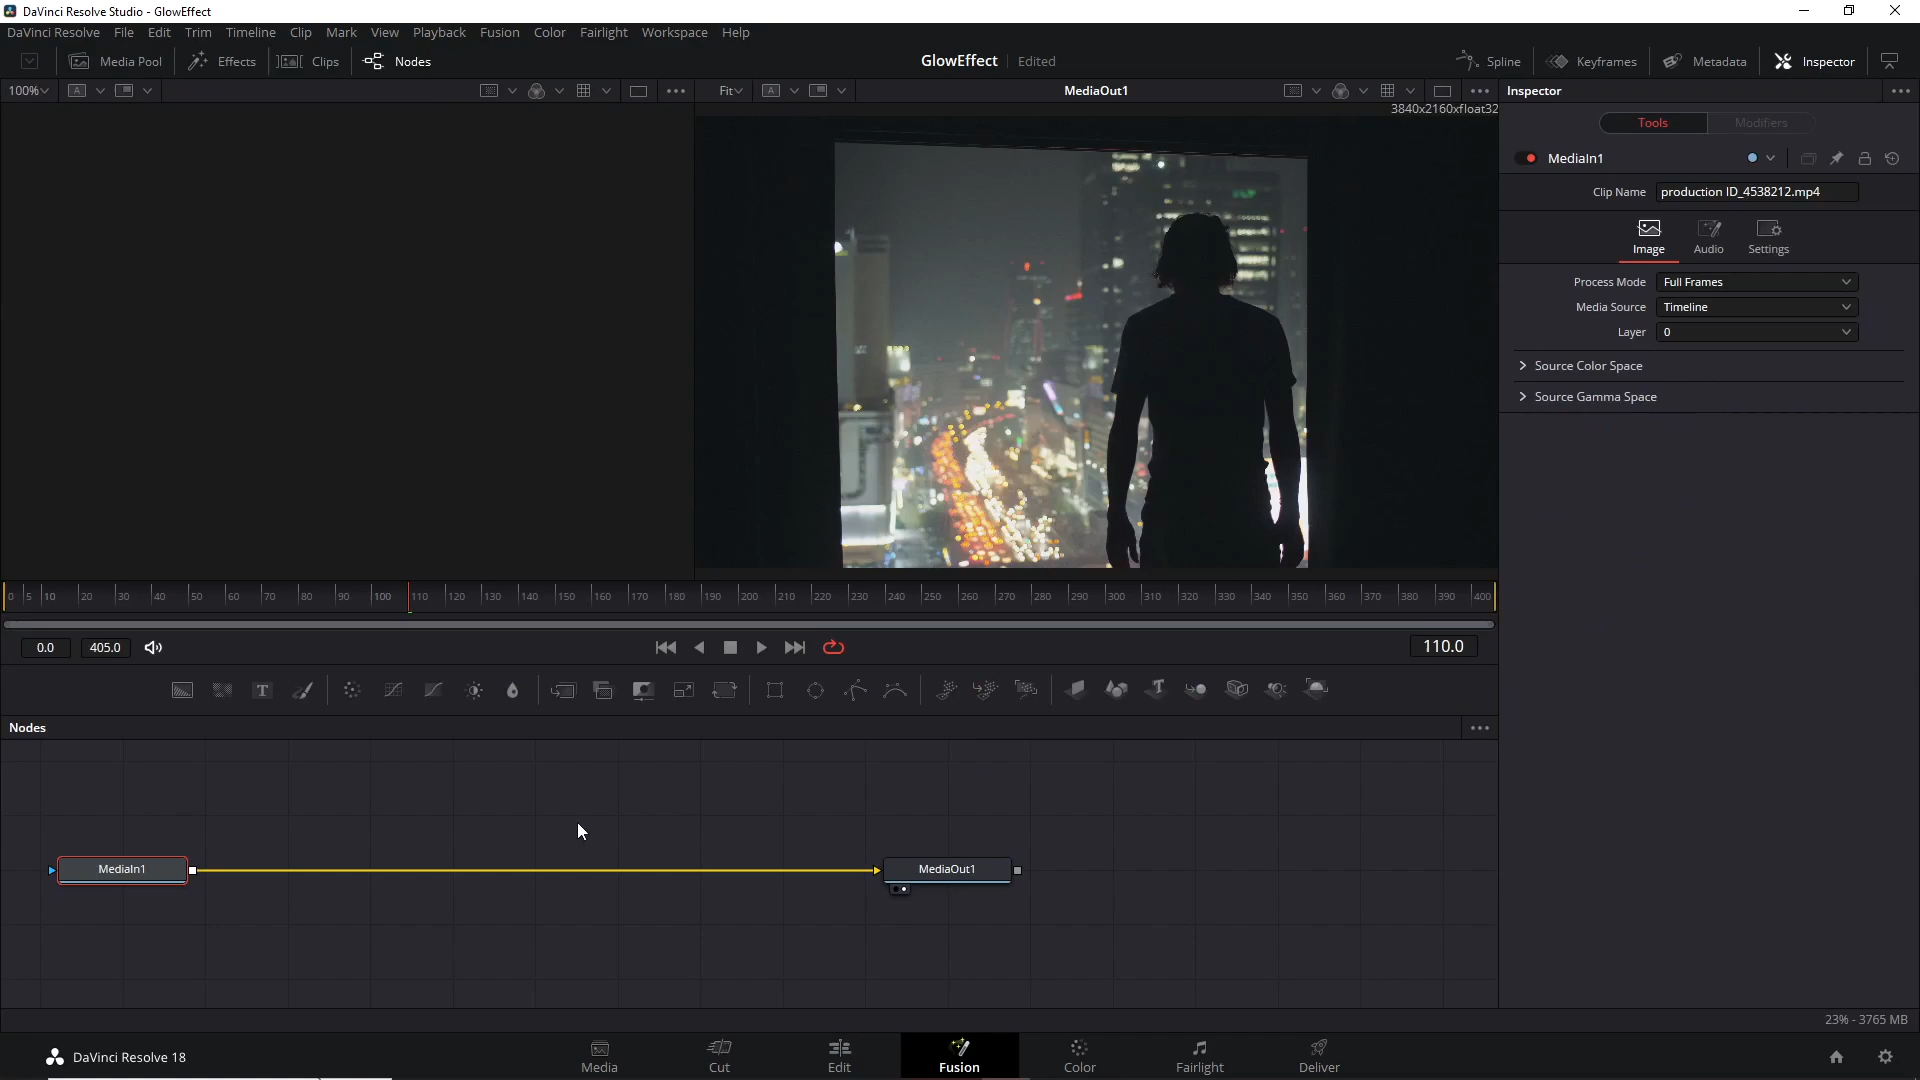 DaVinci Resolve Studio - GlowEffect
DaVinci Resolve File Edit Trim Timeline Clip Mark View Playback Fusion Color Fairlight Workspace Help
Media Pool Effects Clips Nodes GlowEffect Edited Spline Keyframes Metadata Inspector
100% A Fit A MediaOut1 Inspector
3840x2160xfloat32
Tools Modifiers
MediaIn1
Clip Name production ID_4538212.mp4
Image Audio Settings
Process Mode Full Frames
Media Source Timeline
Layer 0
Source Color Space
Source Gamma Space
0 5 10 20 30 40 50 60 70 80 90 100 110 120 130 140 150 160 170 180 190 200 210 220 230 240 250 260 270 280 290 300 310 320 330 340 350 360 370 380 390 400
0.0 405.0 110.0
T T
Nodes
MediaIn1 MediaOut1
23% - 3765 MB
DaVinci Resolve 18 Media Cut Edit Fusion Color Fairlight Deliver